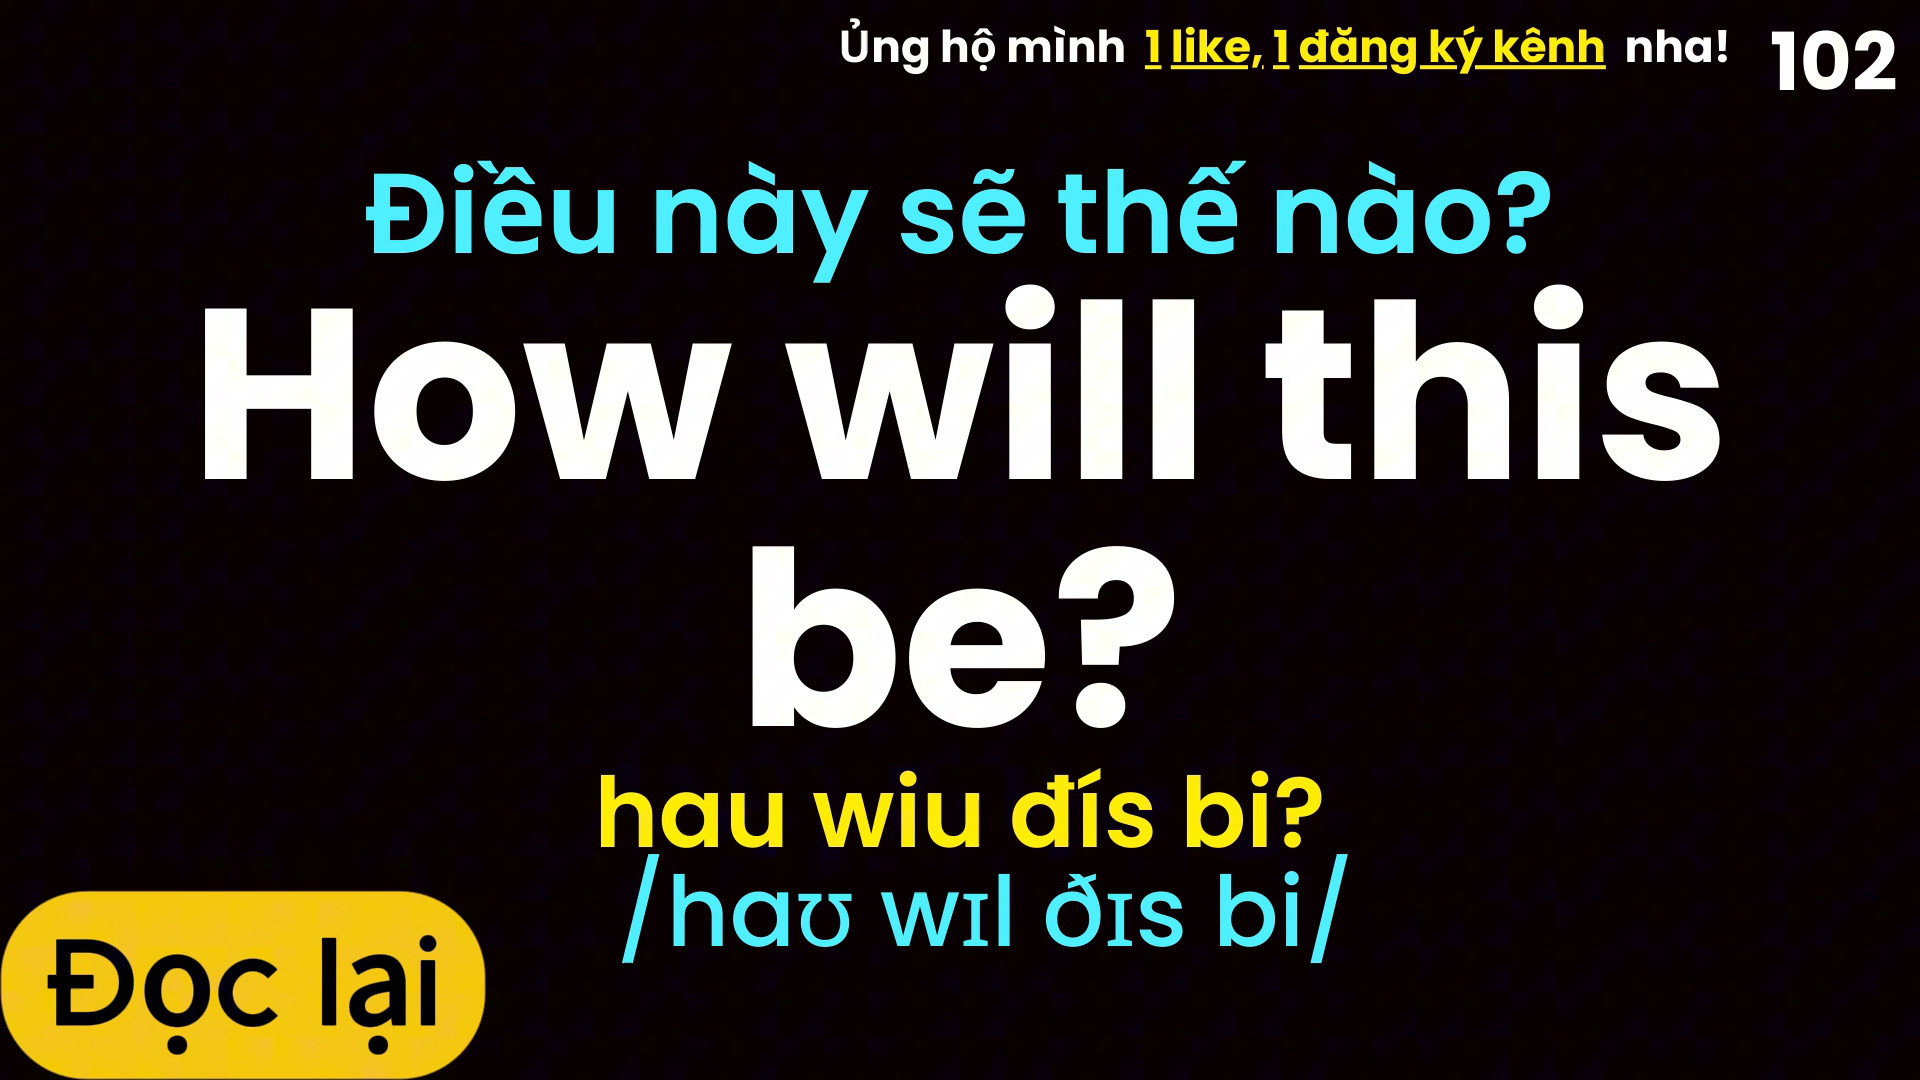 Ủng hộ mình 1 like, 1 đăng ký kênh nha! 102
Điều này sẽ thế nào?
How will this
be?
hau wiu đís bi?
/haʊ wɪl ðɪs bi/
Đọc lại